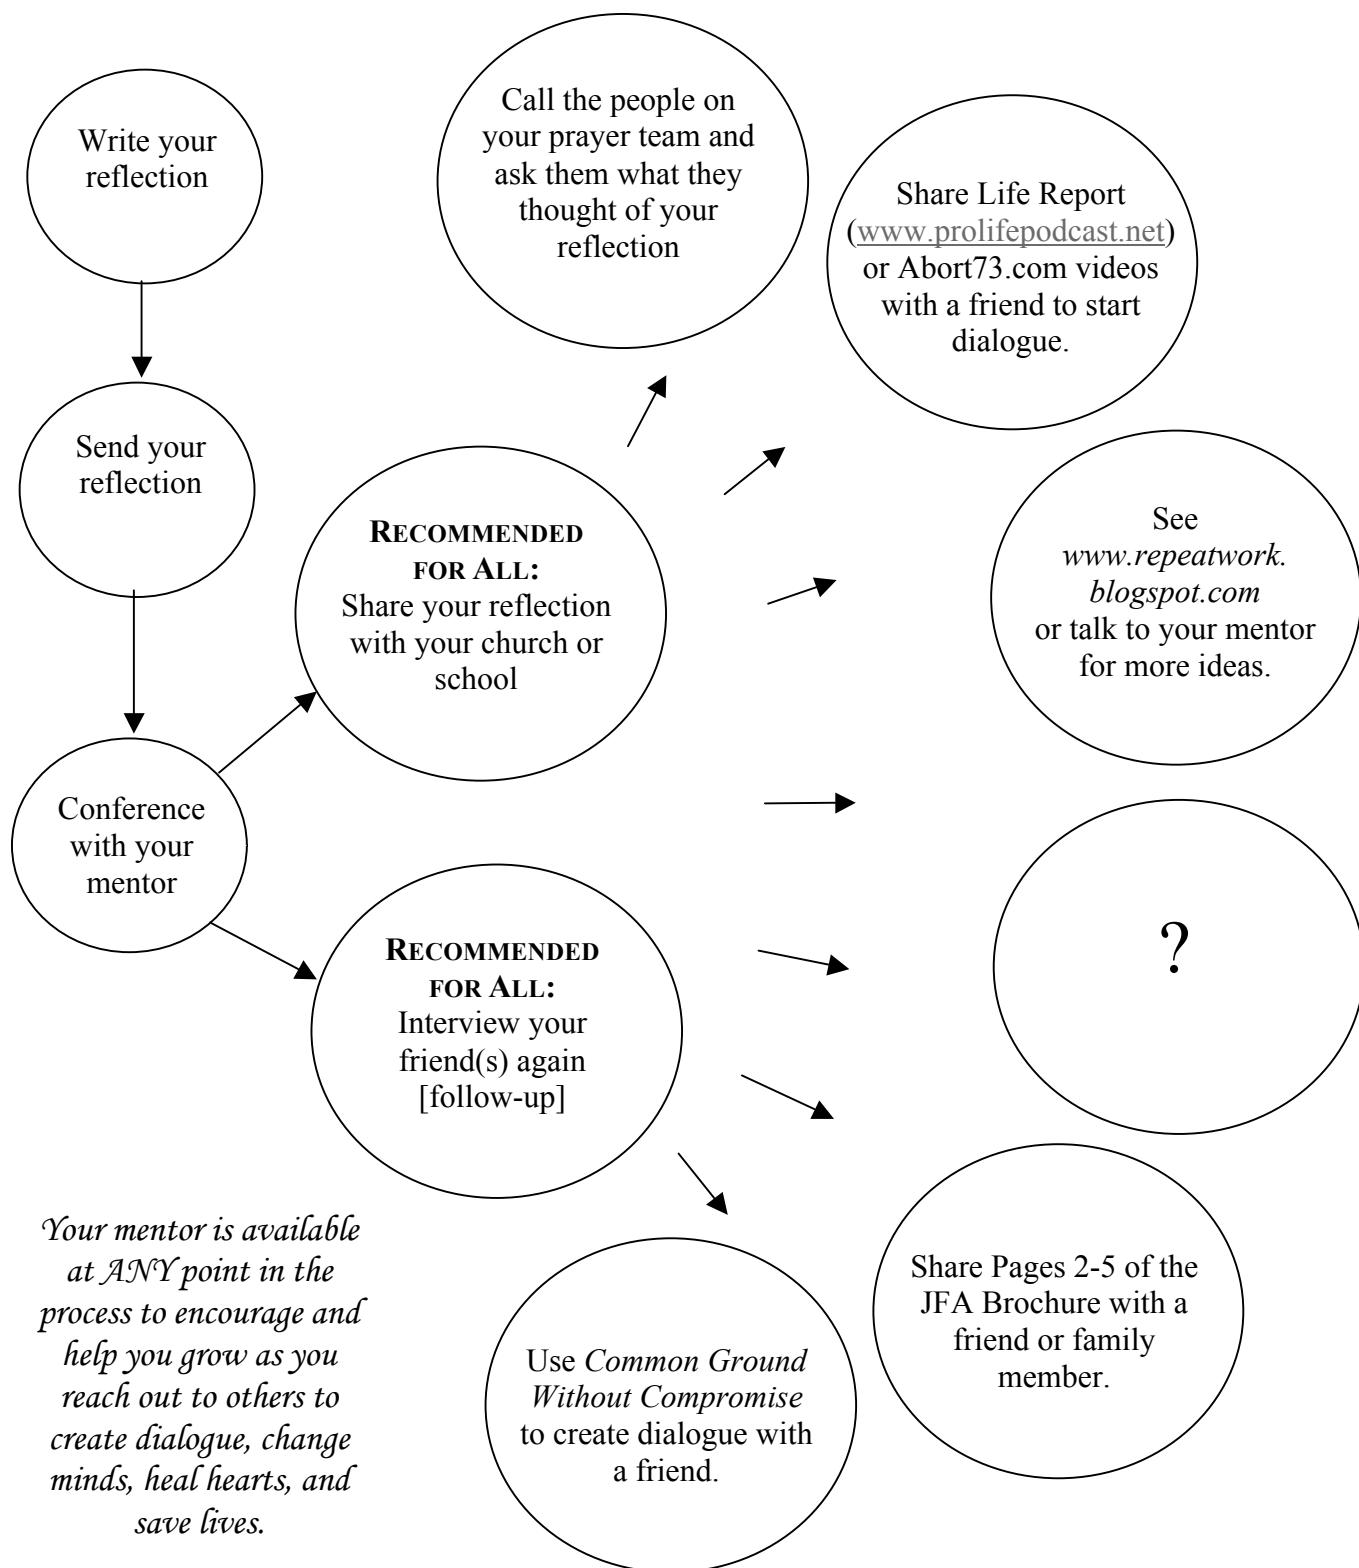 Write your
reflection
Send your
reflection
Conference
with your
mentor
RECOMMENDED
FOR ALL:
Share your reflection
with your church or
school
RECOMMENDED
FOR ALL:
Interview your
friend(s) again
[follow-up]
Call the people on
your prayer team and
ask them what they
thought of your
reflection
Share Life Report
(www.prolifepodcast.net)
or Abort73.com videos
with a friend to start
dialogue.
See
www.repeatwork.
blogspot.com
or talk to your mentor
for more ideas.
?
Share Pages 2-5 of the
JFA Brochure with a
friend or family
member.
Use Common Ground
Without Compromise
to create dialogue with
a friend.
Your mentor is available
at ANY point in the
process to encourage and
help you grow as you
reach out to others to
create dialogue, change
minds, heal hearts, and
save lives.